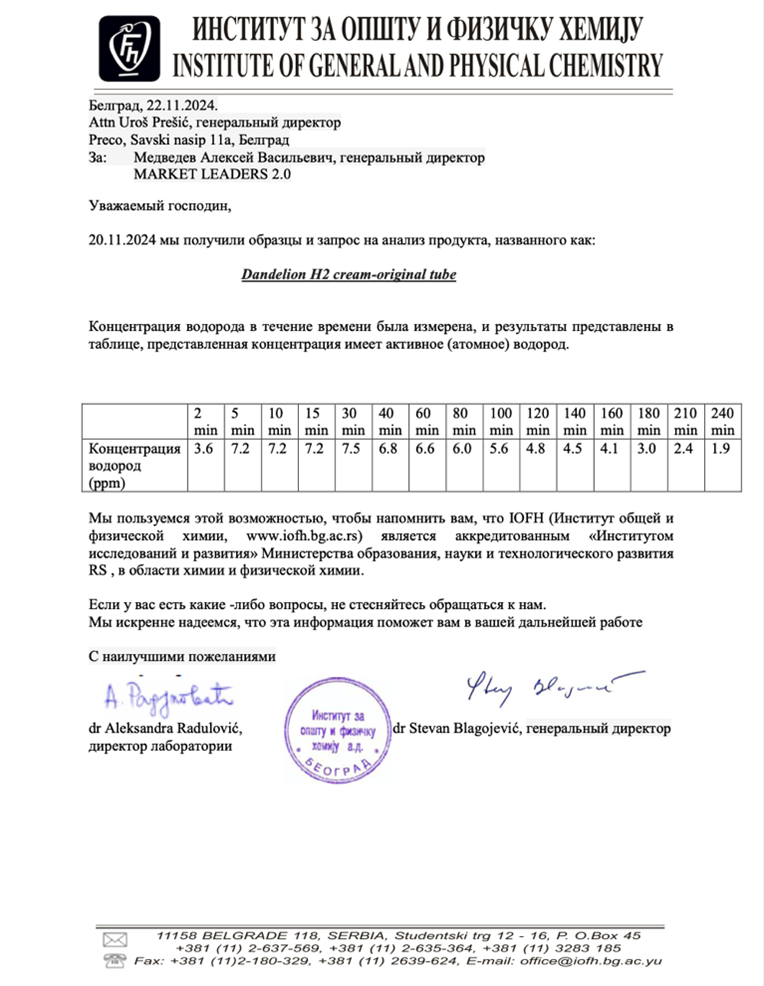 ИНСТИТУТ ЗА ОПШТУ И ФИЗИЧКУ ХЕМИЈУ
INSTITUTE OF GENERAL AND PHYSICAL CHEMISTRY
Белград, 22.11.2024.
Attn Uroš Prešić, генеральный директор
Preco, Savski nasip 11a, Белград
За: Медведев Алексей Васильевич, генеральный директор
MARKET LEADERS 2.0
Уважаемый господин,
20.11.2024 мы получили образцы и запрос на анализ продукта, названного как:
Dandelion H2 cream-original tube
Концентрация водорода в течение времени была измерена, и результаты представлены в
таблице, представленная концентрация имеет активное (атомное) водород.
2 min 5 min 10 min 15 min 30 min 40 min 60 min 80 min 100 min 120 min 140 min 160 min 180 min 210 min 240 min
Концентрация водород (ppm) 3.6 7.2 7.2 7.2 7.5 6.8 6.6 6.0 5.6 4.8 4.5 4.1 3.0 2.4 1.9
Мы пользуемся этой возможностью, чтобы напомнить вам, что IOFH (Институт общей и
физической химии, www.iofh.bg.ac.rs) является аккредитованным «Институтом
исследований и развития» Министерства образования, науки и технологического развития
RS , в области химии и физической химии.
Если у вас есть какие -либо вопросы, не стесняйтесь обращаться к нам.
Мы искренне надеемся, что эта информация поможет вам в вашей дальнейшей работе
С наилучшими пожеланиями
Институт за
општу и физичку
хемију а.д.
БЕОГРАД
dr Aleksandra Radulović,
директор лаборатории
dr Stevan Blagojević, генеральный директор
11158 BELGRADE 118, SERBIA, Studentski trg 12 - 16, P. O.Box 45
+381 (11) 2-637-569, +381 (11) 2-635-364, +381 (11) 3283 185
Fax: +381 (11)2-180-329, +381 (11) 2639-624, E-mail: office@iofh.bg.ac.yu